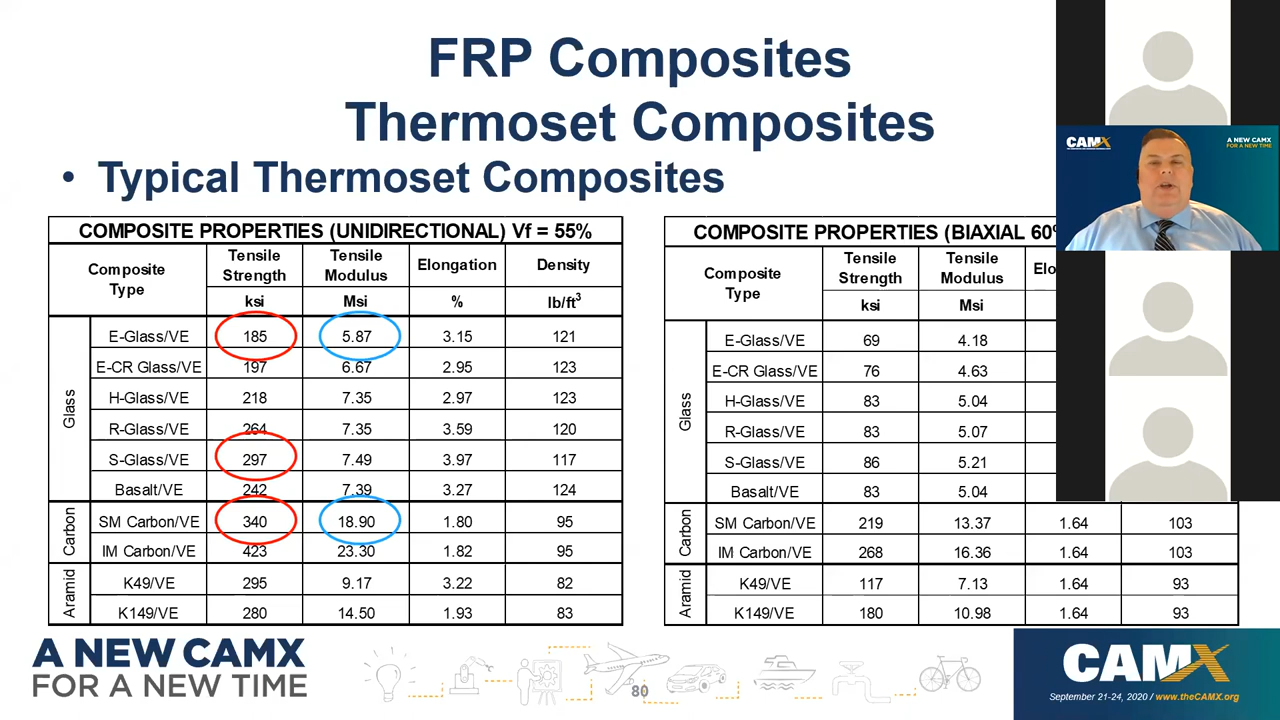 FRP Composites
Thermoset Composites
• Typical Thermoset Composites
COMPOSITE PROPERTIES (UNIDIRECTIONAL) Vf = 55%
Composite Type Tensile Strength Tensile Modulus Elongation Density
ksi Msi % lb/ft³
Glass
E-Glass/VE 185 5.87 3.15 121
E-CR Glass/VE 197 6.67 2.95 123
H-Glass/VE 218 7.35 2.97 123
R-Glass/VE 264 7.35 3.59 120
S-Glass/VE 297 7.49 3.97 117
Basalt/VE 242 7.39 3.27 124
Carbon
SM Carbon/VE 340 18.90 1.80 95
IM Carbon/VE 423 23.30 1.82 95
Aramid
K49/VE 295 9.17 3.22 82
K149/VE 280 14.50 1.93 83
COMPOSITE PROPERTIES (BIAXIAL 60%
Composite Type Tensile Strength Tensile Modulus
ksi Msi
Glass
E-Glass/VE 69 4.18
E-CR Glass/VE 76 4.63
H-Glass/VE 83 5.04
R-Glass/VE 83 5.07
S-Glass/VE 86 5.21
Basalt/VE 83 5.04
Carbon
SM Carbon/VE 219 13.37 1.64 103
IM Carbon/VE 268 16.36 1.64 103
Aramid
K49/VE 117 7.13 1.64 93
K149/VE 180 10.98 1.64 93
CAMX
A NEW CAMX
FOR A NEW TIME
A NEW CAMX
FOR A NEW TIME
80
CAMX
September 21-24, 2020 / www.theCAMX.org